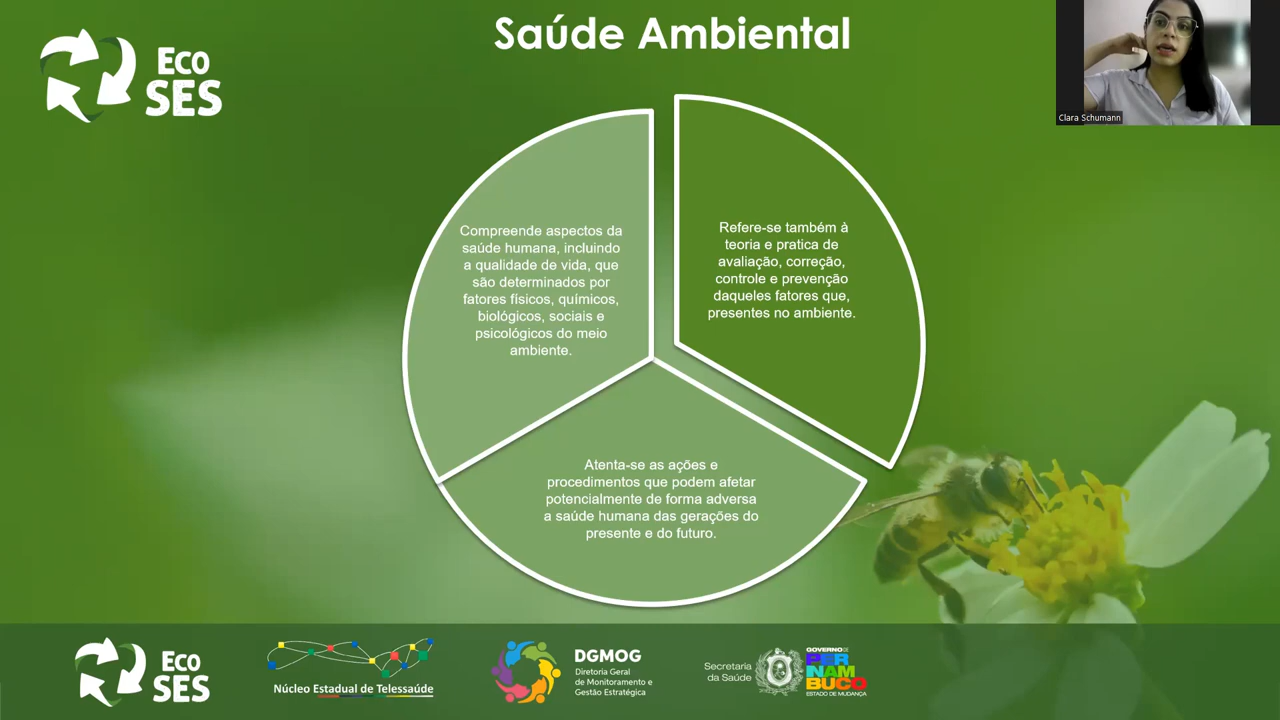 Saúde Ambiental
Eco
SES
Clara Schumann
Compreende aspectos da
saúde humana, incluindo
a qualidade de vida, que
são determinados por
fatores físicos, químicos,
biológicos, sociais e
psicológicos do meio
ambiente.
Refere-se também à
teoria e pratica de
avaliação, correção,
controle e prevenção
daqueles fatores que,
presentes no ambiente.
Atenta-se as ações e
procedimentos que podem afetar
potencialmente de forma adversa
a saúde humana das gerações do
presente e do futuro.
Eco
SES
Núcleo Estadual de Telessaúde
DGMOG
Diretoria Geral
de Monitoramento e
Gestão Estratégica
Secretaria
da Saúde
GOVERNO DE
PER
NAM
BUCO
ESTADO DE MUDANÇA